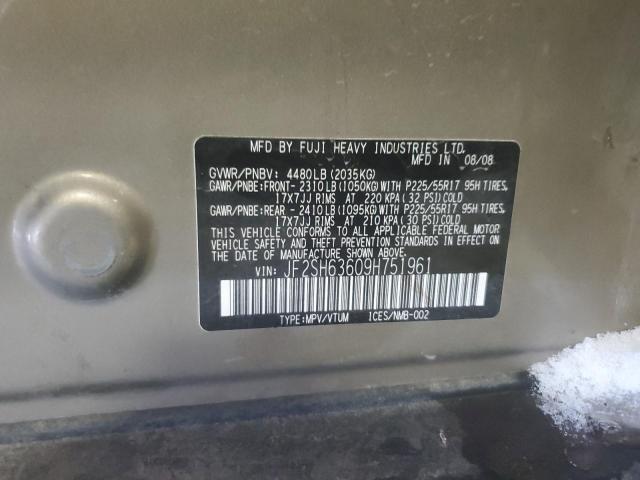 MFD BY FUJI HEAVY INDUSTRIES LTD.
MFD IN 08/08
GVWR/PNBV: 4480LB (2035KG)
GAWR/PNBE:FRONT- 2310LB (1050KG) WITH P225/55R17 95H TIRES,
17X7JJ RIMS AT 220 KPA (32 PSI) COLD
GAWR/PNBE:REAR - 2410LB (1095KG) WITH P225/55R17 95H TIRES,
17X7JJ RIMS AT 210 KPA (30 PSI) COLD
THIS VEHICLE CONFORMS TO ALL APPLICABLE FEDERAL MOTOR
VEHICLE SAFETY AND THEFT PREVENTION STANDARDS IN EFFECT ON
THE DATE OF MANUFACTURE SHOWN ABOVE.
VIN: JF2SH63609H751961
TYPE:MPV/VTUM ICES/NMB-002